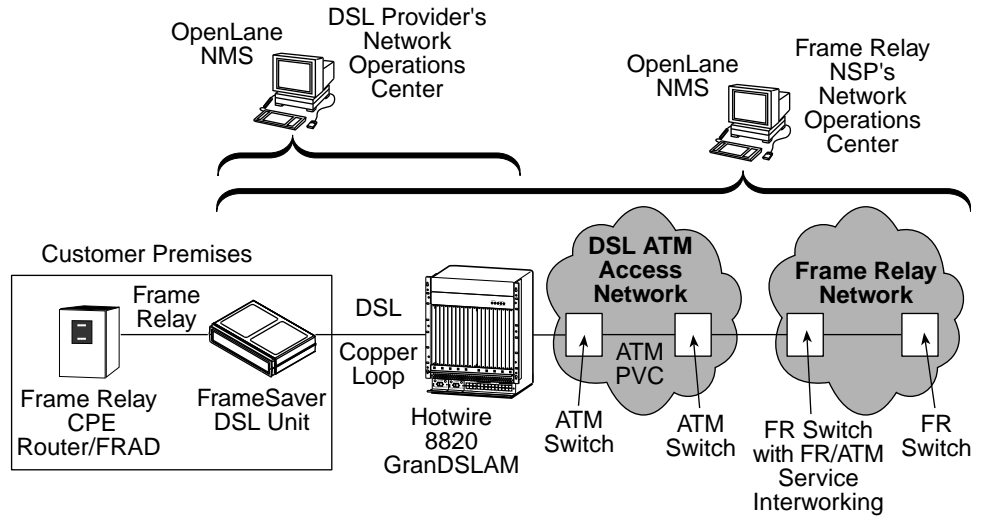 OpenLane
NMS
DSL Provider's
Network
Operations
Center
OpenLane
NMS
Frame Relay
NSP's
Network
Operations
Center
Customer Premises
Frame
Relay
Frame Relay
CPE
Router/FRAD
FrameSaver
DSL Unit
DSL
Copper
Loop
Hotwire
8820
GranDSLAM
DSL ATM
Access
Network
ATM
PVC
ATM
Switch
ATM
Switch
Frame Relay
Network
FR Switch
with FR/ATM
Service
Interworking
FR
Switch